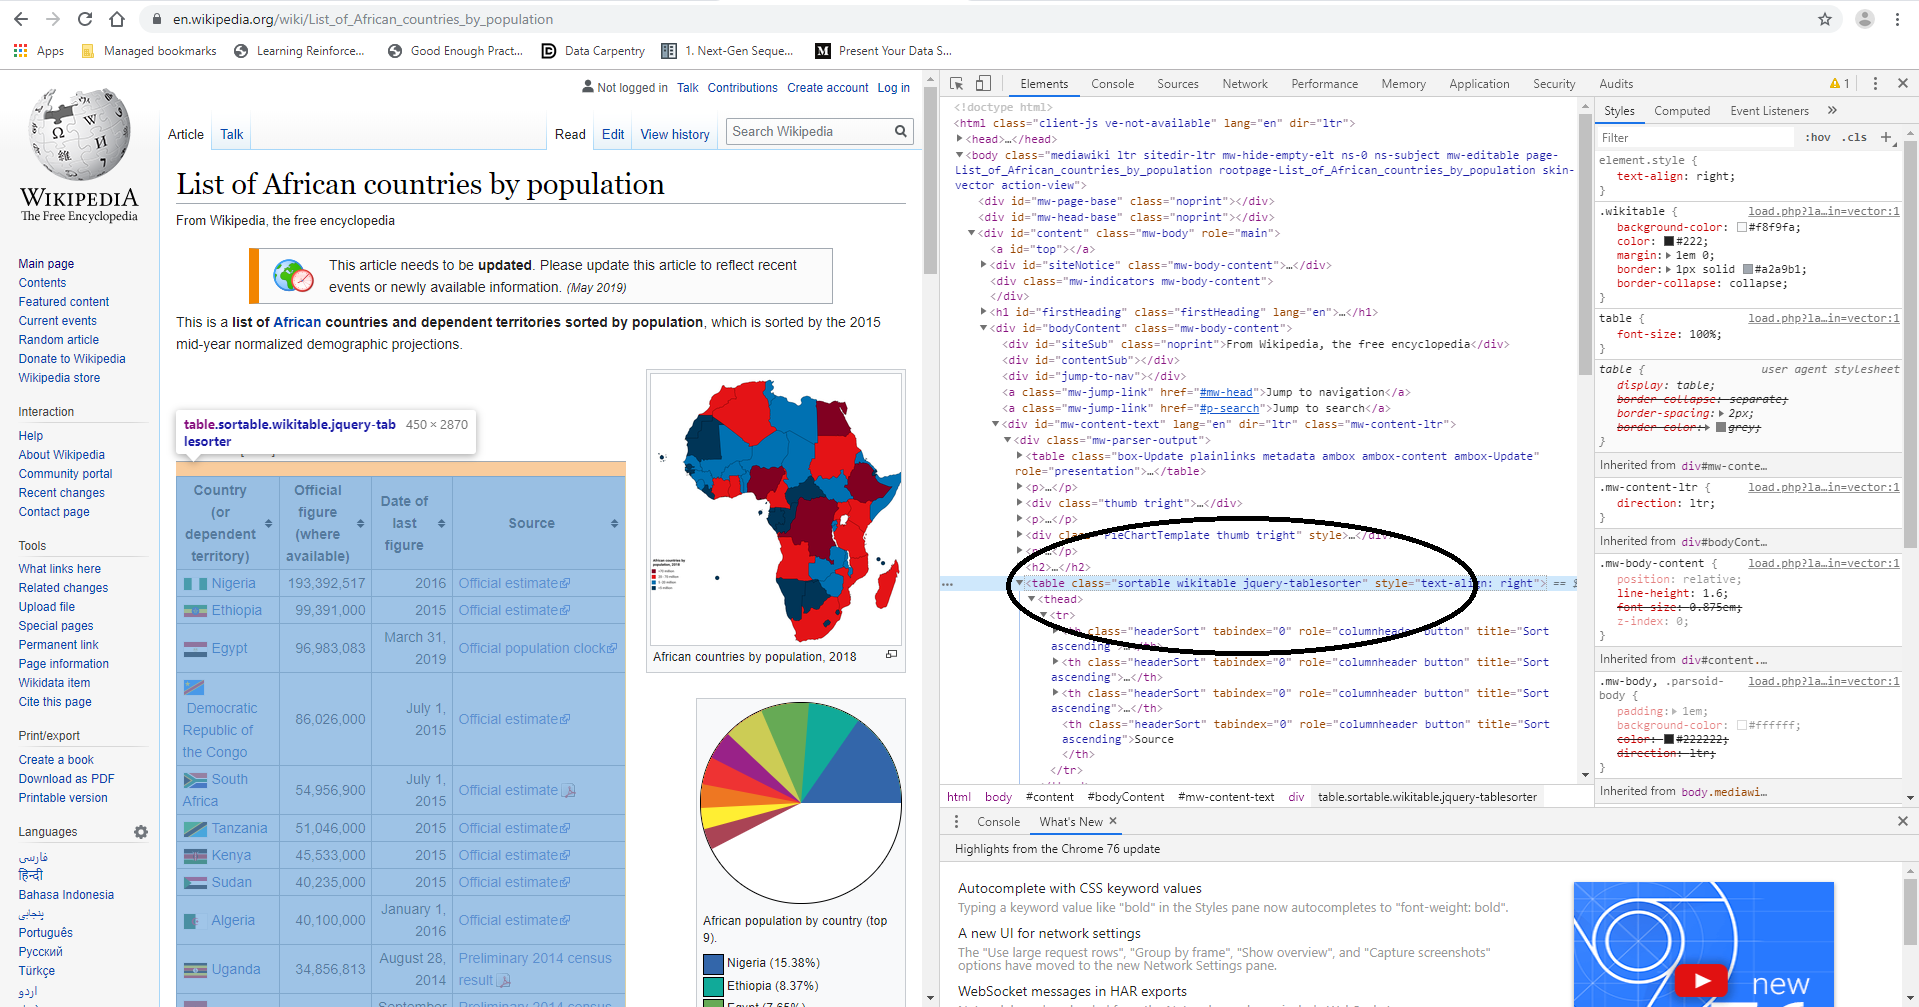 en.wikipedia.org/wiki/List_of_African_countries_by_population
Apps Managed bookmarks Learning Reinforce... Good Enough Pract... Data Carpentry 1. Next-Gen Seque... Present Your Data S...
Not logged in Talk Contributions Create account Log in
Article Talk Read Edit View history Search Wikipedia
WIKIPEDIA
The Free Encyclopedia
Main page
Contents
Featured content
Current events
Random article
Donate to Wikipedia
Wikipedia store
Interaction
Help
About Wikipedia
Community portal
Recent changes
Contact page
Tools
What links here
Related changes
Upload file
Special pages
Permanent link
Page information
Wikidata item
Cite this page
Print/export
Create a book
Download as PDF
Printable version
Languages
فارسی
हिन्दी
Bahasa Indonesia
پنجابی
Português
Русский
Türkçe
اردو
List of African countries by population
From Wikipedia, the free encyclopedia
This article needs to be updated. Please update this article to reflect recent
events or newly available information. (May 2019)
This is a list of African countries and dependent territories sorted by population, which is sorted by the 2015
mid-year normalized demographic projections.
table.sortable.wikitable.jquery-tab
lesorter
450 × 2870
Country (or dependent territory) Official figure (where available) Date of last figure Source
Nigeria 193,392,517 2016 Official estimate
Ethiopia 99,391,000 2015 Official estimate
Egypt 96,983,083 March 31, 2019 Official population clock
Democratic Republic of the Congo 86,026,000 July 1, 2015 Official estimate
South Africa 54,956,900 July 1, 2015 Official estimate
Tanzania 51,046,000 2015 Official estimate
Kenya 45,533,000 2015 Official estimate
Sudan 40,235,000 2015 Official estimate
Algeria 40,100,000 January 1, 2016 Official estimate
Uganda 34,856,813 August 28, 2014 Preliminary 2014 census result
September Preliminary 2014 census
African countries by population, 2018
African population by country (top
9).
Nigeria (15.38%)
Ethiopia (8.37%)
Egypt (7.65%)
Elements Console Sources Network Performance Memory Application Security Audits 1
<!doctype html>
<html class="client-js ve-not-available" lang="en" dir="ltr">
<head>…</head>
<body class="mediawiki ltr sitedir-ltr mw-hide-empty-elt ns-0 ns-subject mw-editable page-
List_of_African_countries_by_population rootpage-List_of_African_countries_by_population skin-
vector action-view">
<div id="mw-page-base" class="noprint"></div>
<div id="mw-head-base" class="noprint"></div>
<div id="content" class="mw-body" role="main">
<a id="top"></a>
<div id="siteNotice" class="mw-body-content">…</div>
<div class="mw-indicators mw-body-content">
</div>
<h1 id="firstHeading" class="firstHeading" lang="en">…</h1>
<div id="bodyContent" class="mw-body-content">
<div id="siteSub" class="noprint">From Wikipedia, the free encyclopedia</div>
<div id="contentSub"></div>
<div id="jump-to-nav"></div>
<a class="mw-jump-link" href="#mw-head">Jump to navigation</a>
<a class="mw-jump-link" href="#p-search">Jump to search</a>
<div id="mw-content-text" lang="en" dir="ltr" class="mw-content-ltr">
<div class="mw-parser-output">
<table class="box-Update plainlinks metadata ambox ambox-content ambox-Update"
role="presentation">…</table>
<p>…</p>
<div class="thumb tright">…</div>
<p>…</p>
<div class="PieChartTemplate thumb tright" style>…</div>
<p>…</p>
<h2>…</h2>
<table class="sortable wikitable jquery-tablesorter" style="text-align: right"> ==
<thead>
<tr>
<th class="headerSort" tabindex="0" role="columnheader button" title="Sort
ascending">…</th>
<th class="headerSort" tabindex="0" role="columnheader button" title="Sort
ascending">…</th>
<th class="headerSort" tabindex="0" role="columnheader button" title="Sort
ascending">…</th>
<th class="headerSort" tabindex="0" role="columnheader button" title="Sort
ascending">Source
</th>
</tr>
html body #content #bodyContent #mw-content-text div table.sortable.wikitable.jquery-tablesorter
Styles Computed Event Listeners »
Filter :hov .cls +
element.style {
text-align: right;
}
.wikitable { load.php?la…in=vector:1
background-color: #f8f9fa;
color: #222;
margin: 1em 0;
border: 1px solid #a2a9b1;
border-collapse: collapse;
}
table { load.php?la…in=vector:1
font-size: 100%;
}
table { user agent stylesheet
display: table;
border-collapse: separate;
border-spacing: 2px;
border-color: grey;
}
Inherited from div#mw-conte…
.mw-content-ltr { load.php?la…in=vector:1
direction: ltr;
}
Inherited from div#bodyCont…
.mw-body-content { load.php?la…in=vector:1
position: relative;
line-height: 1.6;
font-size: 0.875em;
z-index: 0;
}
Inherited from div#content.…
.mw-body, .parsoid- load.php?la…in=vector:1
body {
padding: 1em;
background-color: #ffffff;
color: #222222;
direction: ltr;
}
Inherited from body.mediawi…
Console What's New ×
Highlights from the Chrome 76 update
Autocomplete with CSS keyword values
Typing a keyword value like "bold" in the Styles pane now autocompletes to "font-weight: bold".
A new UI for network settings
The "Use large request rows", "Group by frame", "Show overview", and "Capture screenshots"
options have moved to the new Network Settings pane.
WebSocket messages in HAR exports
new